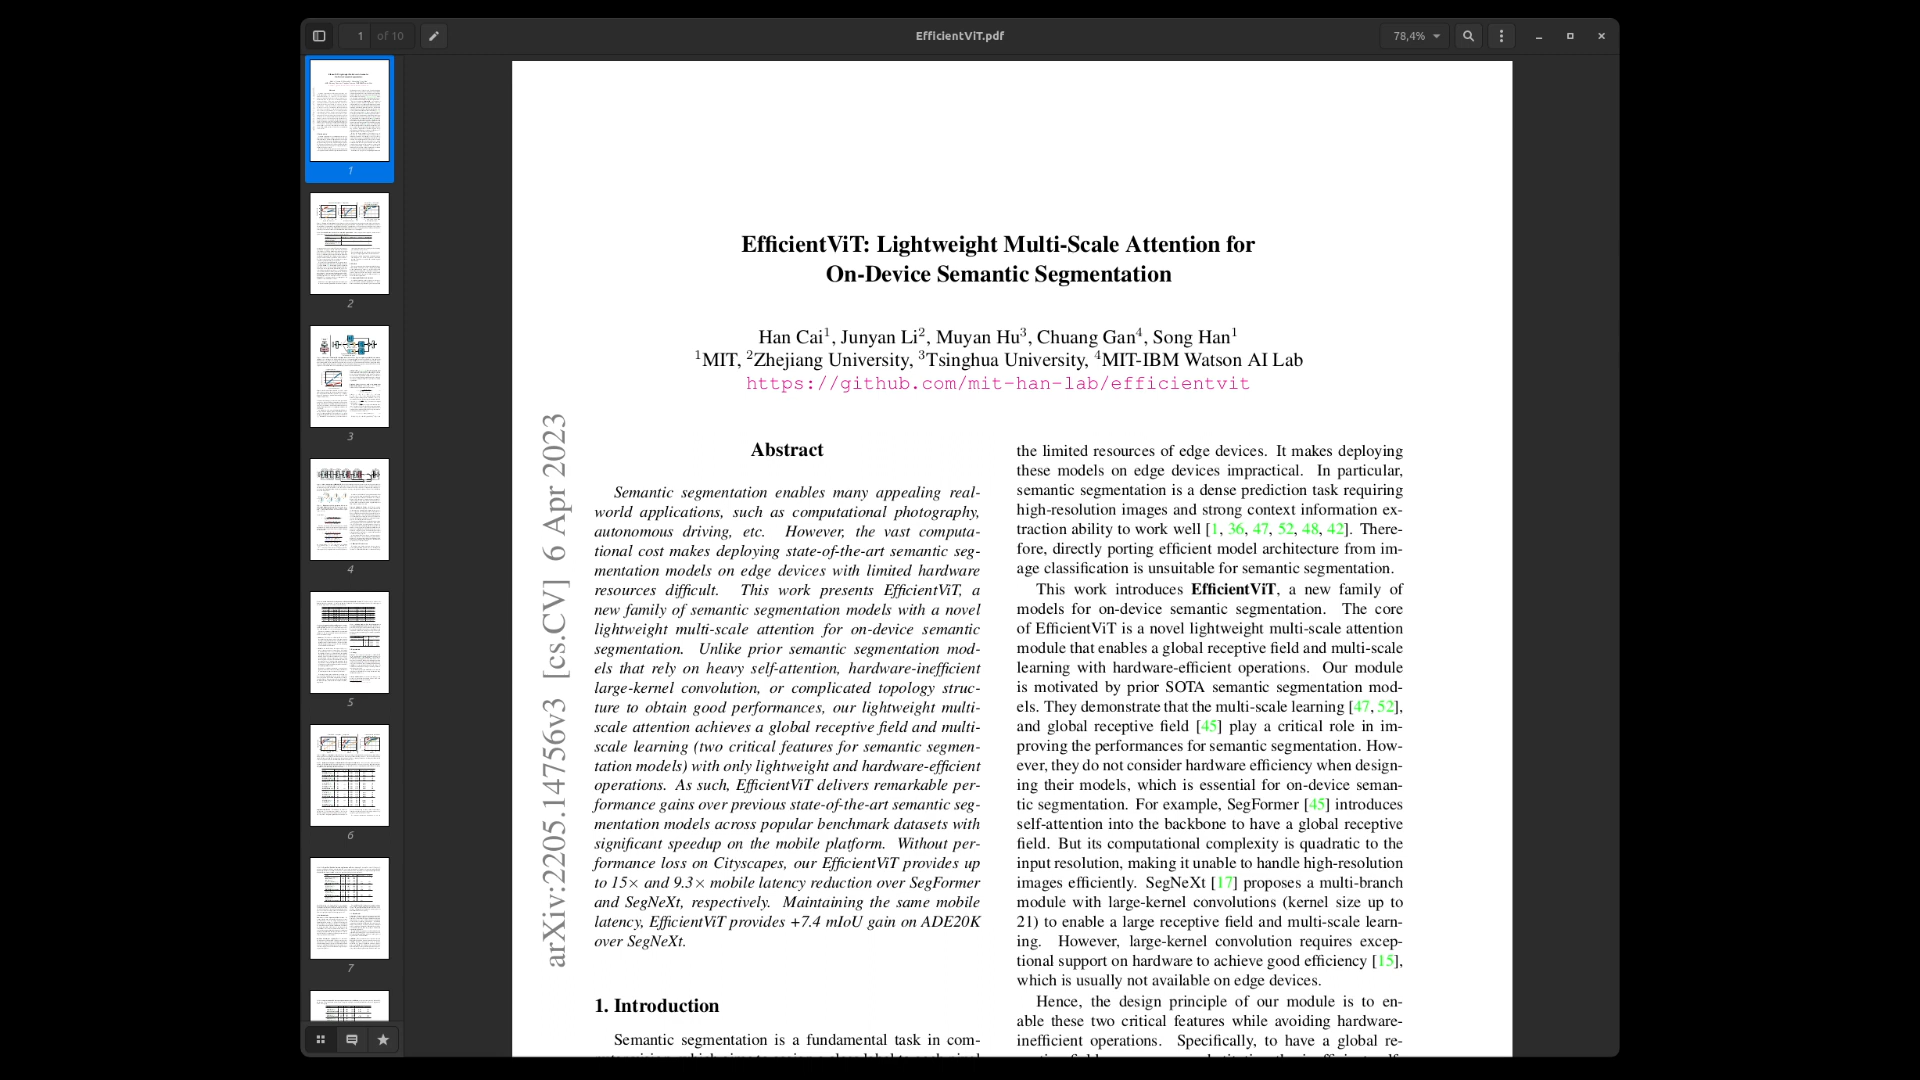 1 of 10
EfficientViT.pdf
78,4%
1
2
3
4
5
6
7
EfficientViT: Lightweight Multi-Scale Attention for
On-Device Semantic Segmentation
Han Cai¹, Junyan Li², Muyan Hu³, Chuang Gan⁴, Song Han¹
¹MIT, ²Zhejiang University, ³Tsinghua University, ⁴MIT-IBM Watson AI Lab
https://github.com/mit-han-lab/efficientvit
arXiv:2205.14756v3 [cs.CV] 6 Apr 2023
Abstract
Semantic segmentation enables many appealing real-
world applications, such as computational photography,
autonomous driving, etc. However, the vast computa-
tional cost makes deploying state-of-the-art semantic seg-
mentation models on edge devices with limited hardware
resources difficult. This work presents EfficientViT, a
new family of semantic segmentation models with a novel
lightweight multi-scale attention for on-device semantic
segmentation. Unlike prior semantic segmentation mod-
els that rely on heavy self-attention, hardware-inefficient
large-kernel convolution, or complicated topology struc-
ture to obtain good performances, our lightweight multi-
scale attention achieves a global receptive field and multi-
scale learning (two critical features for semantic segmen-
tation models) with only lightweight and hardware-efficient
operations. As such, EfficientViT delivers remarkable per-
formance gains over previous state-of-the-art semantic seg-
mentation models across popular benchmark datasets with
significant speedup on the mobile platform. Without per-
formance loss on Cityscapes, our EfficientViT provides up
to 15× and 9.3× mobile latency reduction over SegFormer
and SegNeXt, respectively. Maintaining the same mobile
latency, EfficientViT provides +7.4 mIoU gain on ADE20K
over SegNeXt.
1. Introduction
Semantic segmentation is a fundamental task in com-
the limited resources of edge devices. It makes deploying
these models on edge devices impractical. In particular,
semantic segmentation is a dense prediction task requiring
high-resolution images and strong context information ex-
traction ability to work well [1, 36, 47, 52, 48, 42]. There-
fore, directly porting efficient model architecture from im-
age classification is unsuitable for semantic segmentation.
This work introduces EfficientViT, a new family of
models for on-device semantic segmentation. The core
of EfficientViT is a novel lightweight multi-scale attention
module that enables a global receptive field and multi-scale
learning with hardware-efficient operations. Our module
is motivated by prior SOTA semantic segmentation mod-
els. They demonstrate that the multi-scale learning [47, 52],
and global receptive field [45] play a critical role in im-
proving the performances for semantic segmentation. How-
ever, they do not consider hardware efficiency when design-
ing their models, which is essential for on-device seman-
tic segmentation. For example, SegFormer [45] introduces
self-attention into the backbone to have a global receptive
field. But its computational complexity is quadratic to the
input resolution, making it unable to handle high-resolution
images efficiently. SegNeXt [17] proposes a multi-branch
module with large-kernel convolutions (kernel size up to
21) to enable a large receptive field and multi-scale learn-
ing. However, large-kernel convolution requires excep-
tional support on hardware to achieve good efficiency [15],
which is usually not available on edge devices.
Hence, the design principle of our module is to en-
able these two critical features while avoiding hardware-
inefficient operations. Specifically, to have a global re-